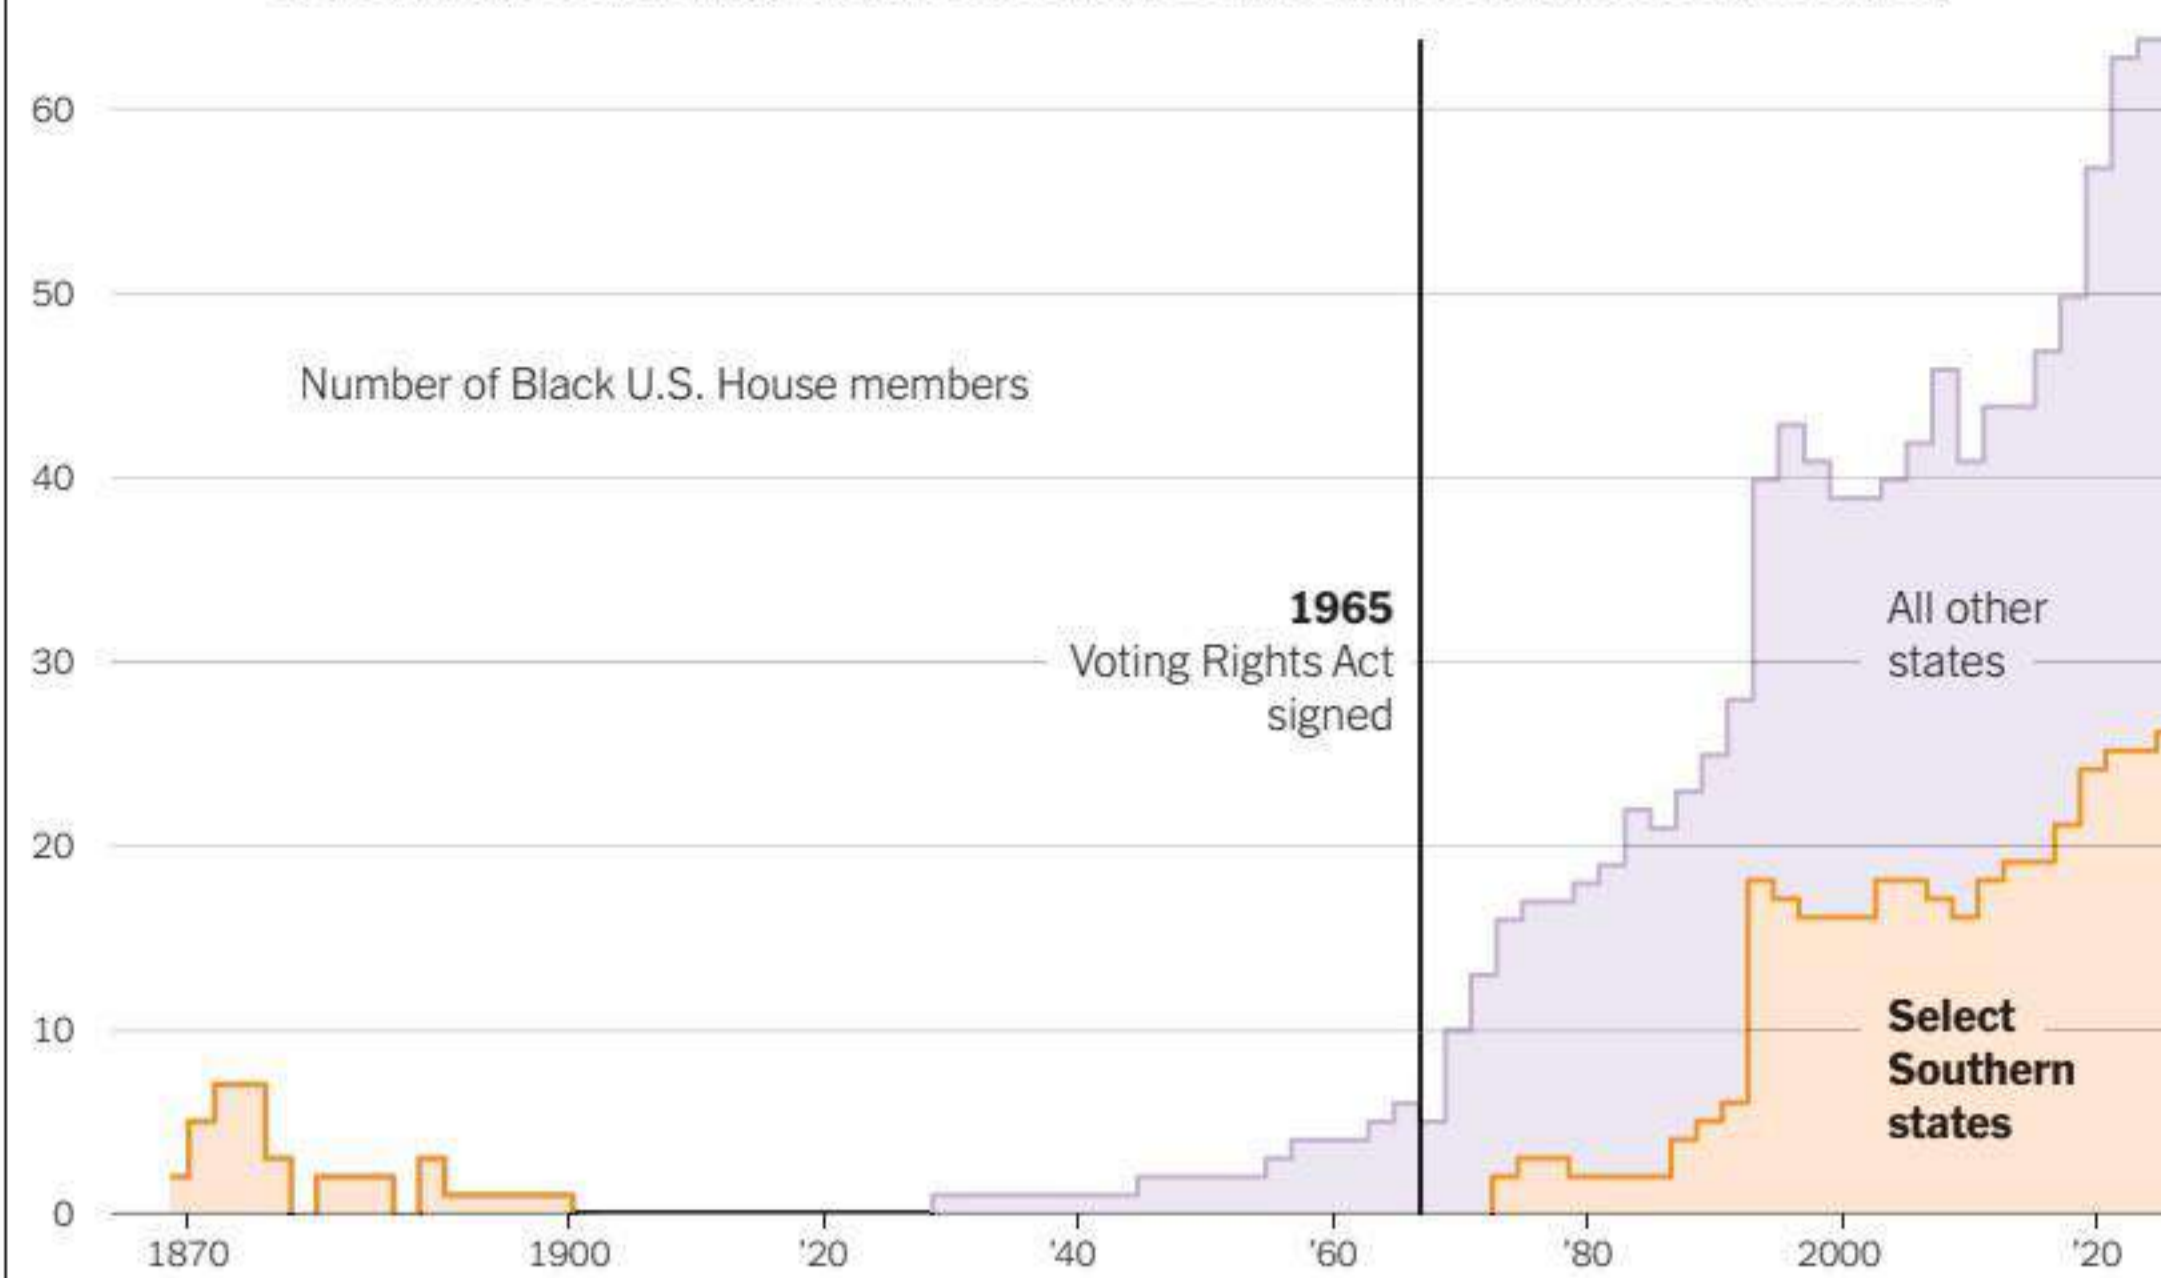 60
50
Number of Black U.S. House members
40
1965
Voting Rights Act
signed
All other
states
30
20
Select
Southern
states
10
0
1870
1900
’20
’40
’60
’80
2000
’20